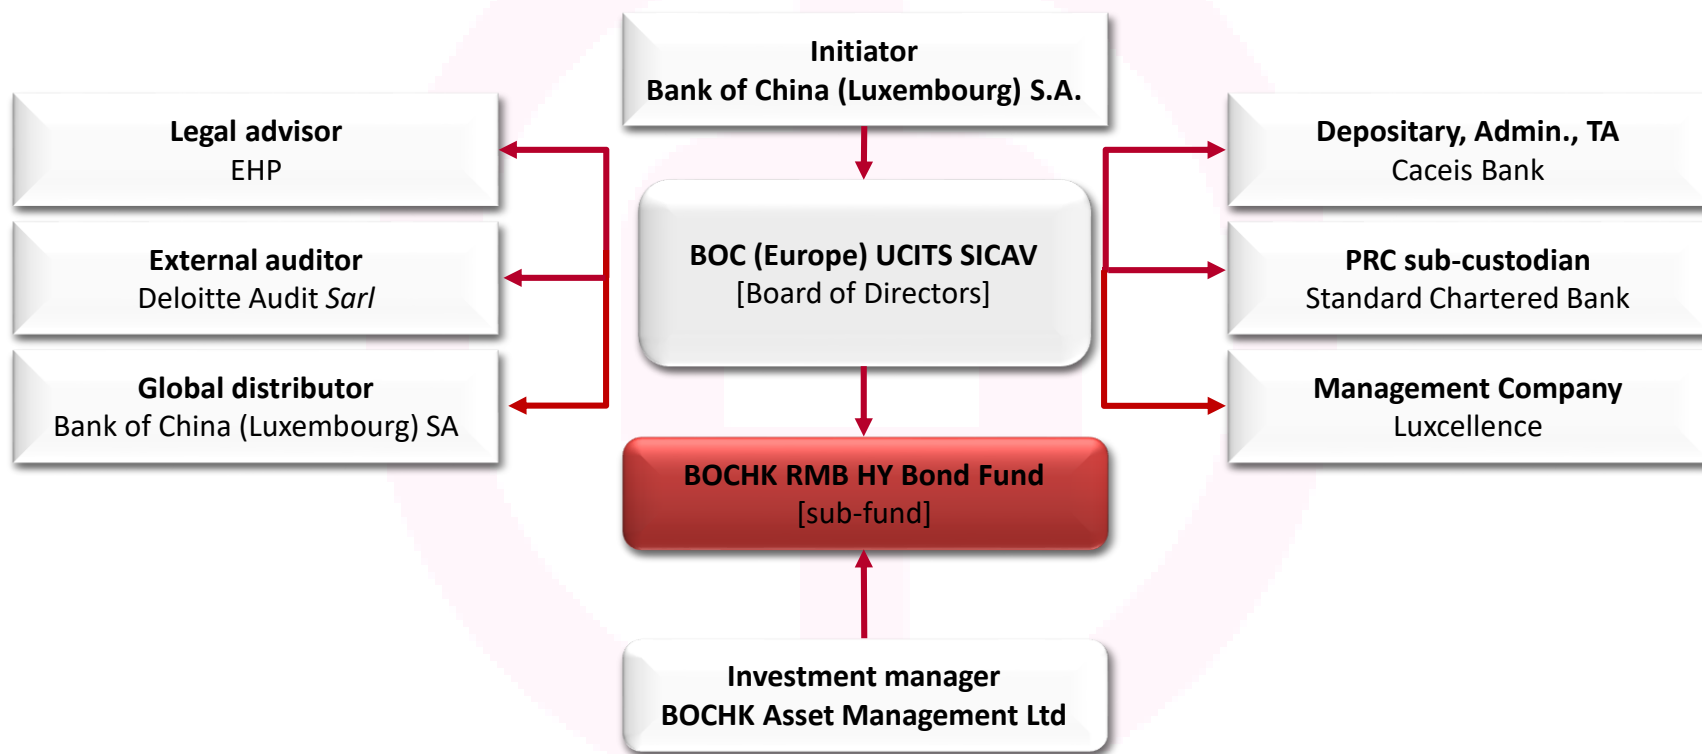 Initiator
Bank of China (Luxembourg) S.A.
Legal advisor
EHP
External auditor
Deloitte Audit Sarl
Global distributor
Bank of China (Luxembourg) SA
BOC (Europe) UCITS SICAV
[Board of Directors]
Depositary, Admin., TA
Caceis Bank
PRC sub-custodian
Standard Chartered Bank
Management Company
Luxcellence
BOCHK RMB HY Bond Fund
[sub-fund]
Investment manager
BOCHK Asset Management Ltd